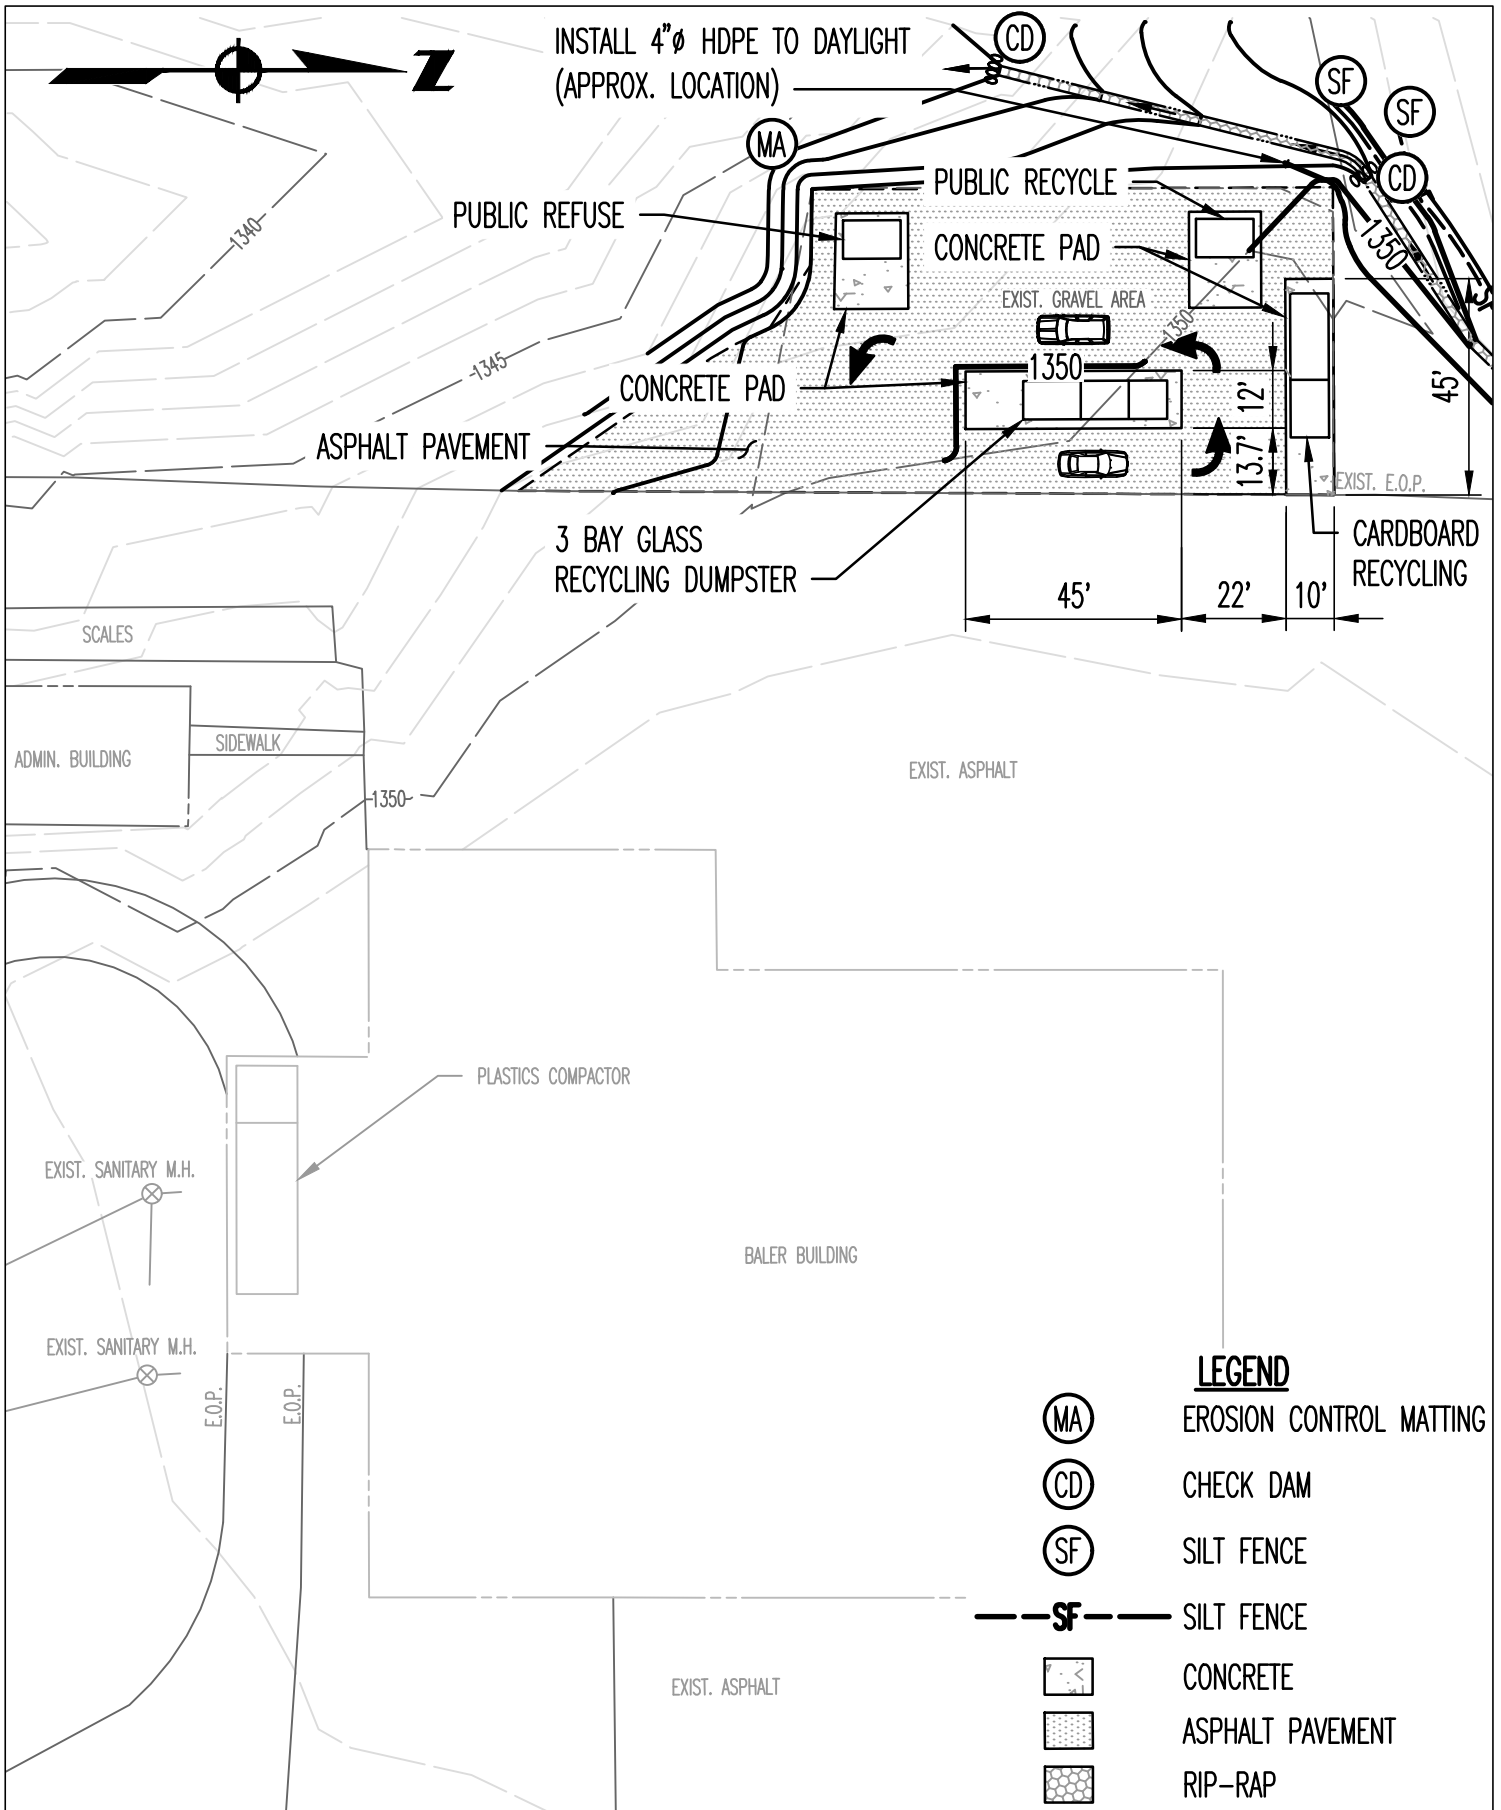 INSTALL 4"ø HDPE TO DAYLIGHT
(APPROX. LOCATION)
CD
SF
SF
CD
MA
Z
PUBLIC RECYCLE
PUBLIC REFUSE
CONCRETE PAD
1340
1350
EXIST. GRAVEL AREA
1350
1345
1350
CONCRETE PAD
12'
45'
ASPHALT PAVEMENT
13.7'
EXIST. E.O.P.
3 BAY GLASS
RECYCLING DUMPSTER
CARDBOARD
RECYCLING
45'
22'
10'
SCALES
SIDEWALK
ADMIN. BUILDING
EXIST. ASPHALT
1350
PLASTICS COMPACTOR
EXIST. SANITARY M.H.
BALER BUILDING
EXIST. SANITARY M.H.
E.O.P.
E.O.P.
EXIST. ASPHALT
LEGEND
MA EROSION CONTROL MATTING
CD CHECK DAM
SF SILT FENCE
SF SILT FENCE
CONCRETE
ASPHALT PAVEMENT
RIP-RAP